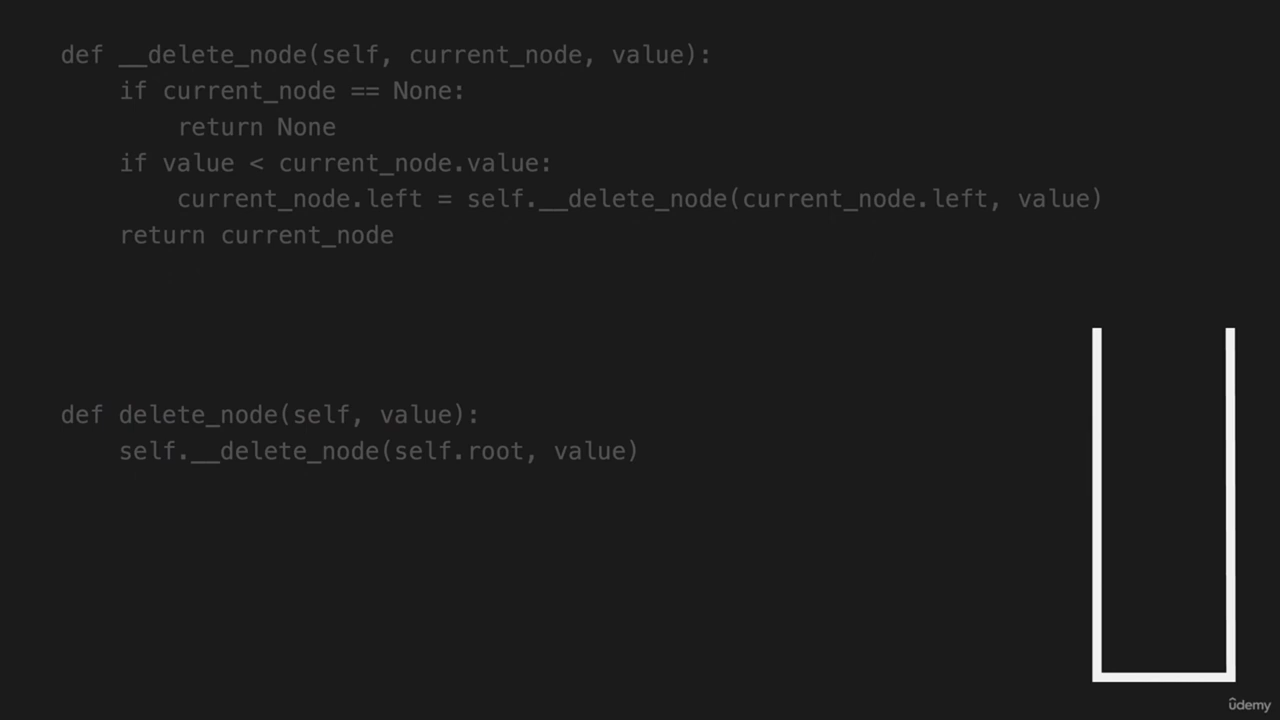 def __delete_node(self, current_node, value):
    if current_node == None:
        return None
    if value < current_node.value:
        current_node.left = self.__delete_node(current_node.left, value)
    return current_node
def delete_node(self, value):
    self.__delete_node(self.root, value)
ûdemy